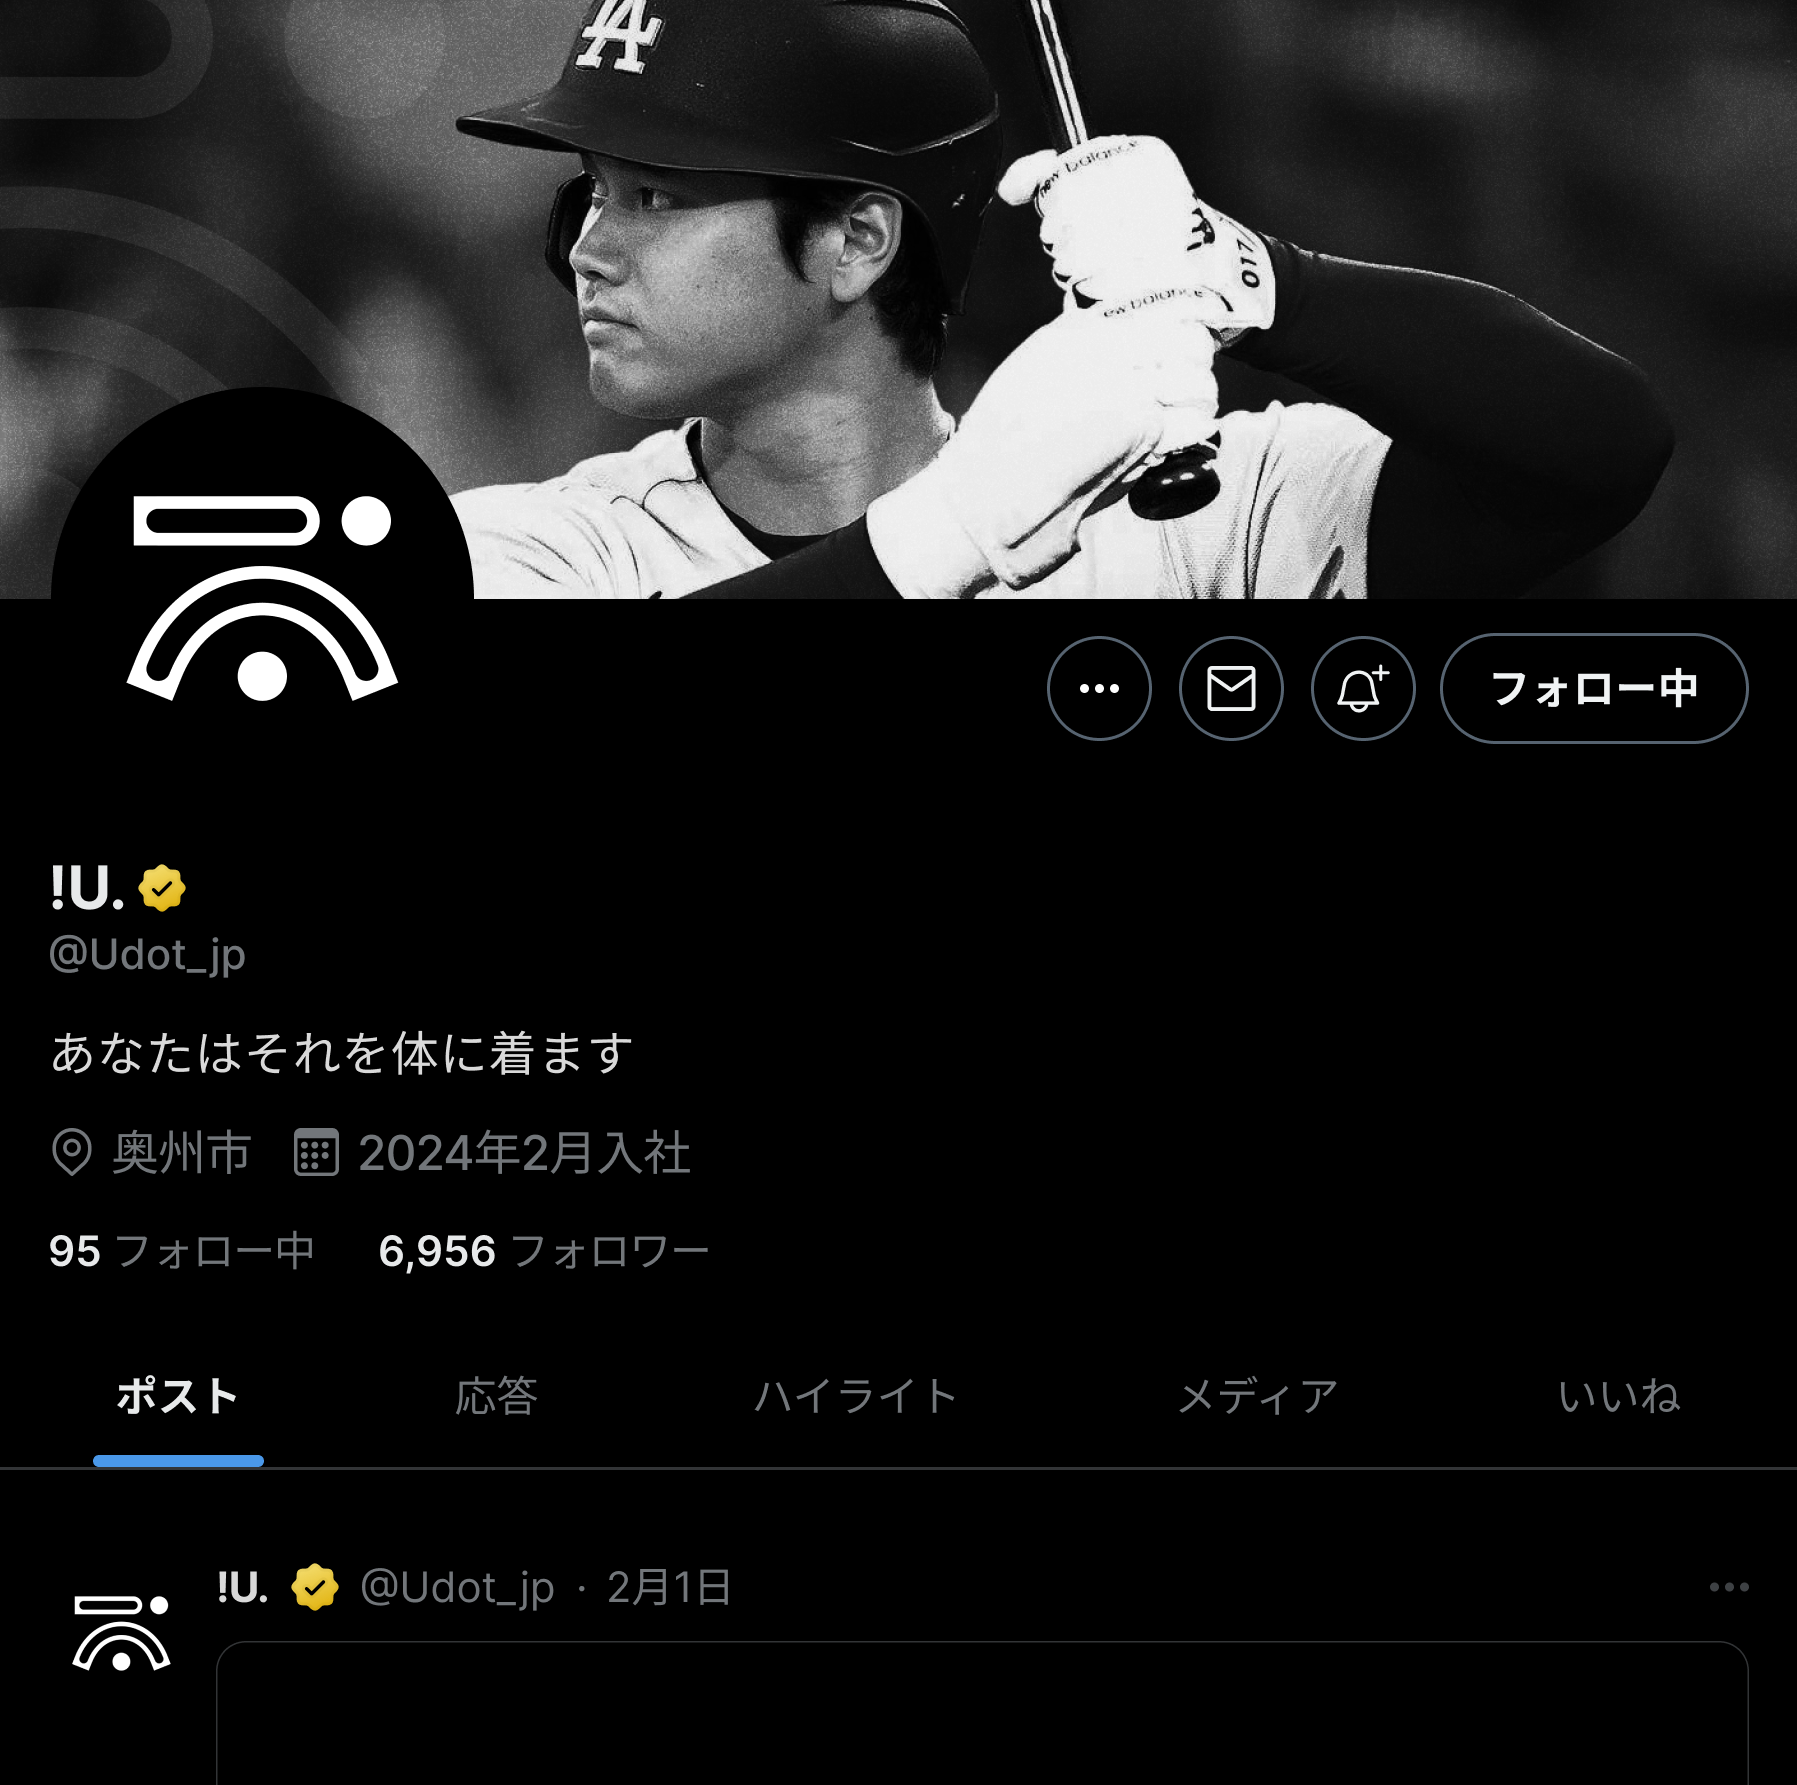 LA
new balance
017
ew balance
フォロー中
!U.
@Udot_jp
あなたはそれを体に着ます
奥州市 2024年2月入社
95 フォロー中 6,956 フォロワー
ポスト 応答 ハイライト メディア いいね
!U. @Udot_jp · 2月1日